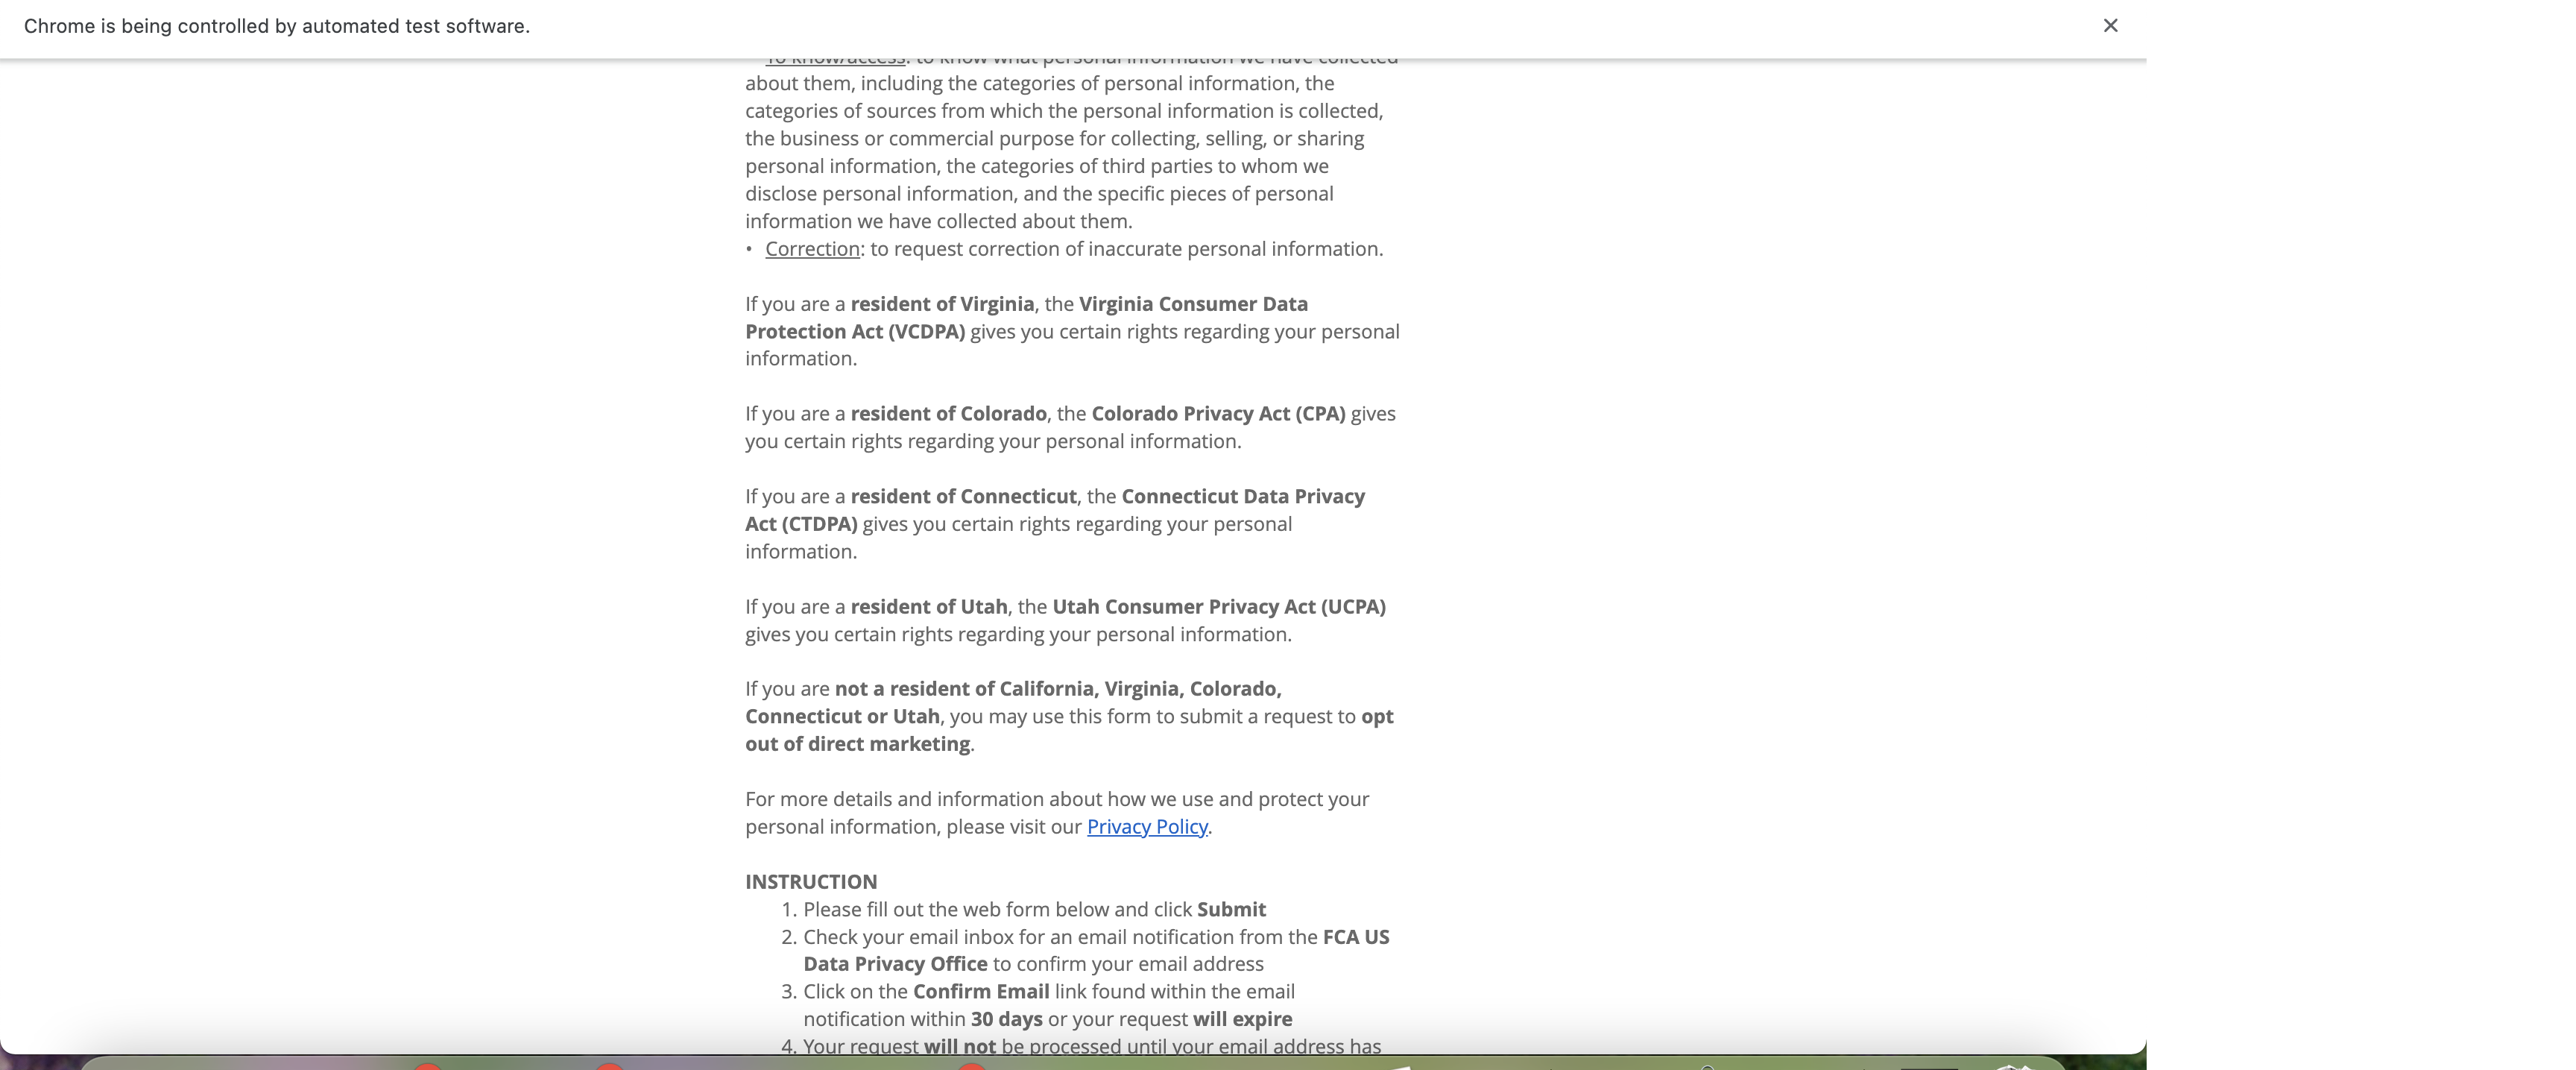 Chrome is being controlled by automated test software.
To know/access: to know what personal information we have collected
about them, including the categories of personal information, the
categories of sources from which the personal information is collected,
the business or commercial purpose for collecting, selling, or sharing
personal information, the categories of third parties to whom we
disclose personal information, and the specific pieces of personal
information we have collected about them.
• Correction: to request correction of inaccurate personal information.
If you are a resident of Virginia, the Virginia Consumer Data
Protection Act (VCDPA) gives you certain rights regarding your personal
information.
If you are a resident of Colorado, the Colorado Privacy Act (CPA) gives
you certain rights regarding your personal information.
If you are a resident of Connecticut, the Connecticut Data Privacy
Act (CTDPA) gives you certain rights regarding your personal
information.
If you are a resident of Utah, the Utah Consumer Privacy Act (UCPA)
gives you certain rights regarding your personal information.
If you are not a resident of California, Virginia, Colorado,
Connecticut or Utah, you may use this form to submit a request to opt
out of direct marketing.
For more details and information about how we use and protect your
personal information, please visit our Privacy Policy.
INSTRUCTION
1. Please fill out the web form below and click Submit
2. Check your email inbox for an email notification from the FCA US
Data Privacy Office to confirm your email address
3. Click on the Confirm Email link found within the email
notification within 30 days or your request will expire
4. Your request will not be processed until your email address has